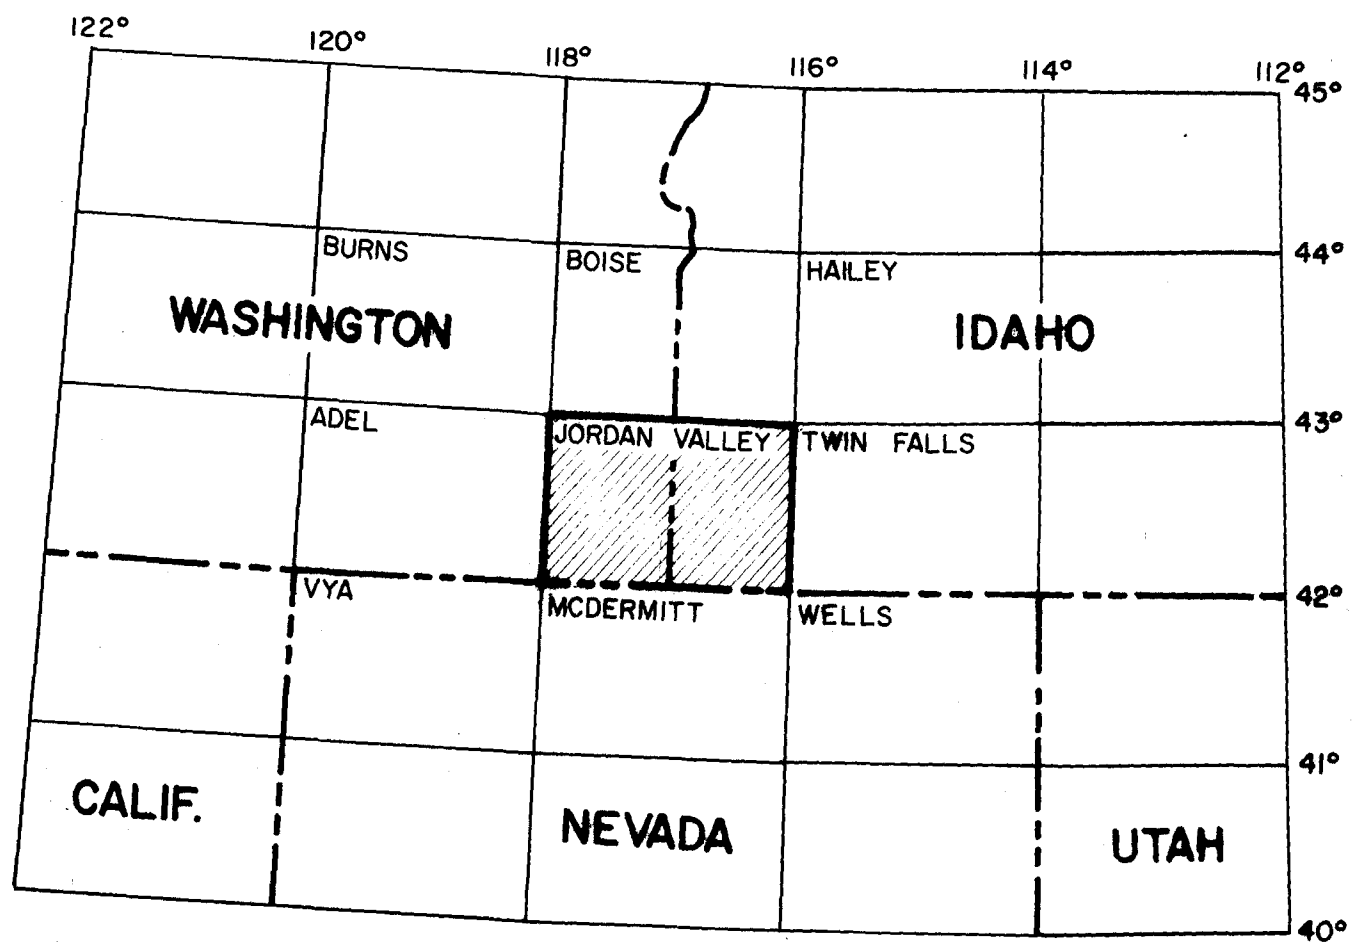 122°
120°
118°
116°
114°
112°
45°
BURNS
BOISE
HAILEY
44°
WASHINGTON
IDAHO
ADEL
JORDAN VALLEY
TWIN FALLS
43°
VYA
MCDERMITT
WELLS
42°
41°
CALIF.
NEVADA
UTAH
40°